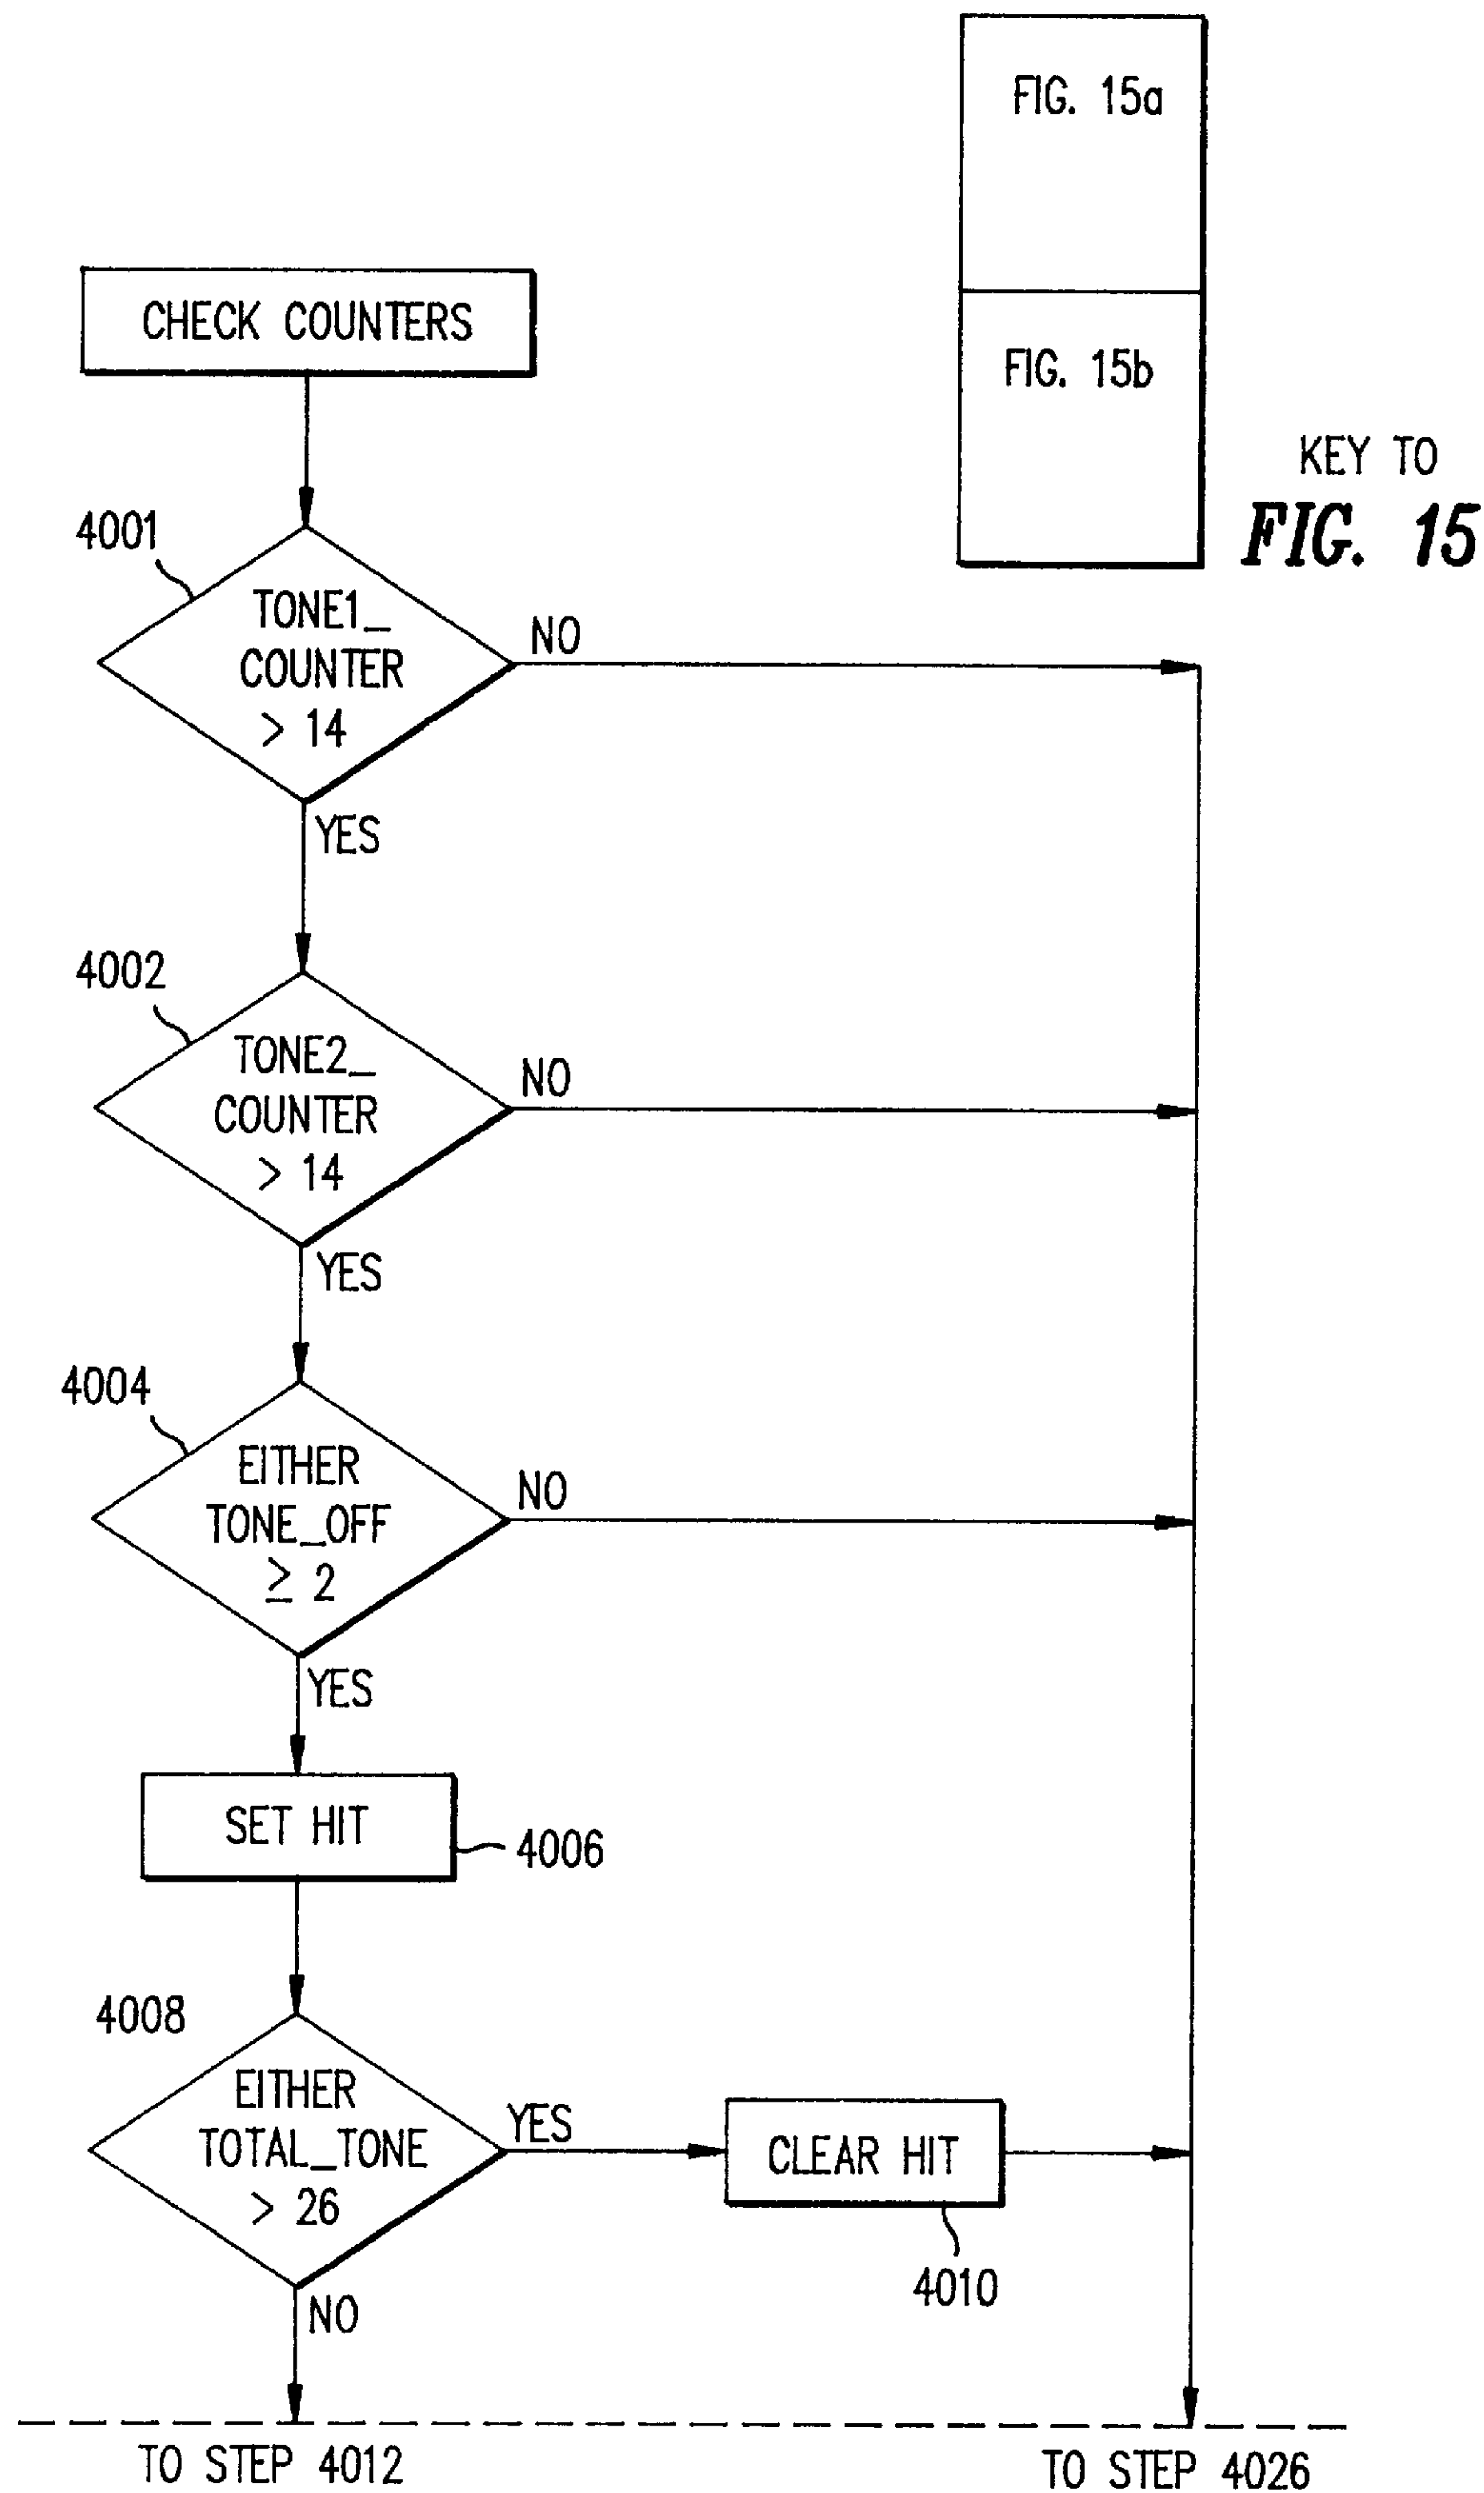 FIG. 15a
FIG. 15b
KEY TO
FIG. 15
CHECK COUNTERS
4001
TONE1_
COUNTER
> 14
NO
YES
4002
TONE2_
COUNTER
> 14
NO
YES
4004
EITHER
TONE_OFF
≥ 2
NO
YES
SET HIT
4006
4008
EITHER
TOTAL_TONE
> 26
YES
CLEAR HIT
4010
NO
TO STEP 4012
TO STEP 4026